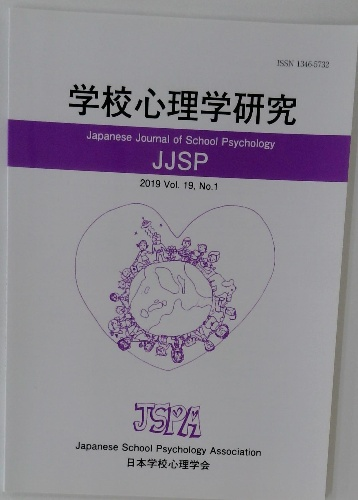 ISSN 1346-5732
学校心理学研究
Japanese Journal of School Psychology
JJSP
2019 Vol. 19, No.1
JSPA
Japanese School Psychology Association
日本学校心理学会